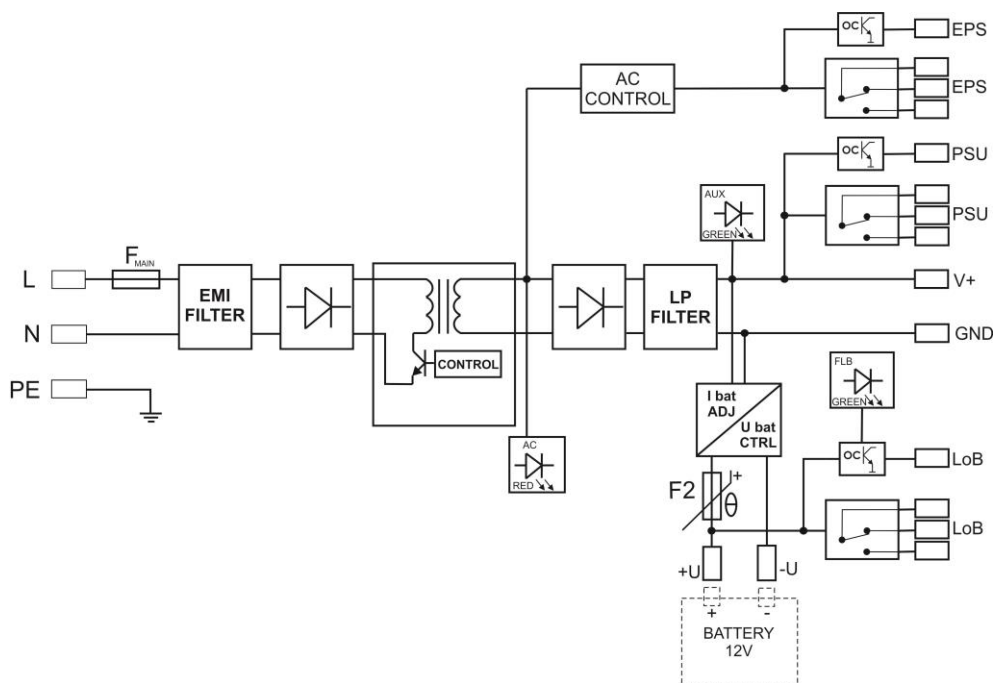 OC
EPS
AC
CONTROL
EPS
OC
PSU
AUX
GREEN
PSU
L
F MAIN
EMI
FILTER
LP
FILTER
V+
N
GND
CONTROL
PE
FLB
GREEN
I bat
ADJ
U bat
CTRL
AC
RED
OC
LoB
F2
I+
θ
LoB
+U
-U
+
-
BATTERY
12V